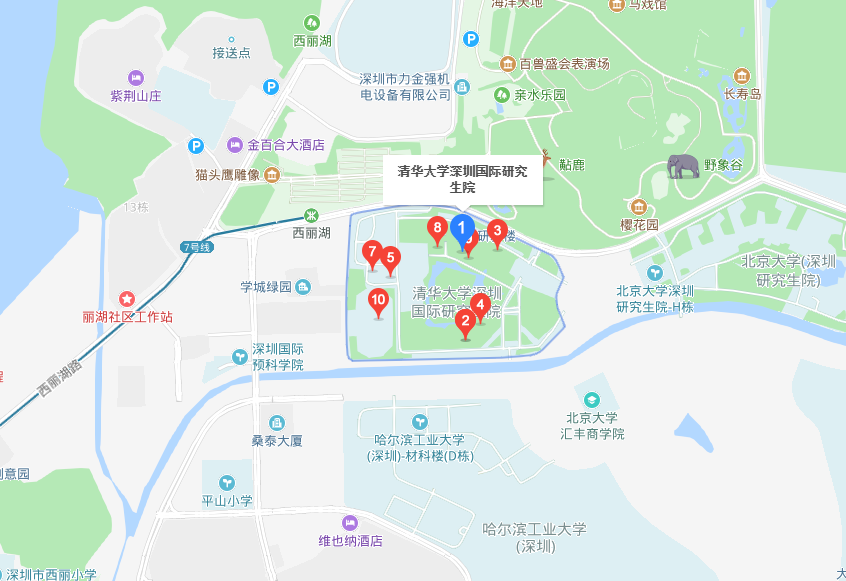 海洋天地
马戏馆
西丽湖
P
接送点
百兽盛会表演场
深圳市力金强机
电设备有限公司
长寿岛
紫荆山庄
P
亲水乐园
P
金百合大酒店
清华大学深圳国际研究
生院
鼯鹿
野象谷
猫头鹰雕像
13栋
樱花园
西丽湖
8
1
9
3
研
楼
7号线
7
5
北京大学(深圳
研究生院)
学城绿园
清华大学深圳
国际研究院
北京大学深圳
研究生院-H栋
10
4
2
丽湖社区工作站
深圳国际
预科学院
西丽湖路
程
北京大学
汇丰商学院
桑泰大厦
哈尔滨工业大学
(深圳)-材料楼(D栋)
创意园
平山小学
哈尔滨工业大学
(深圳)
维也纳酒店
深圳市西丽小学
大